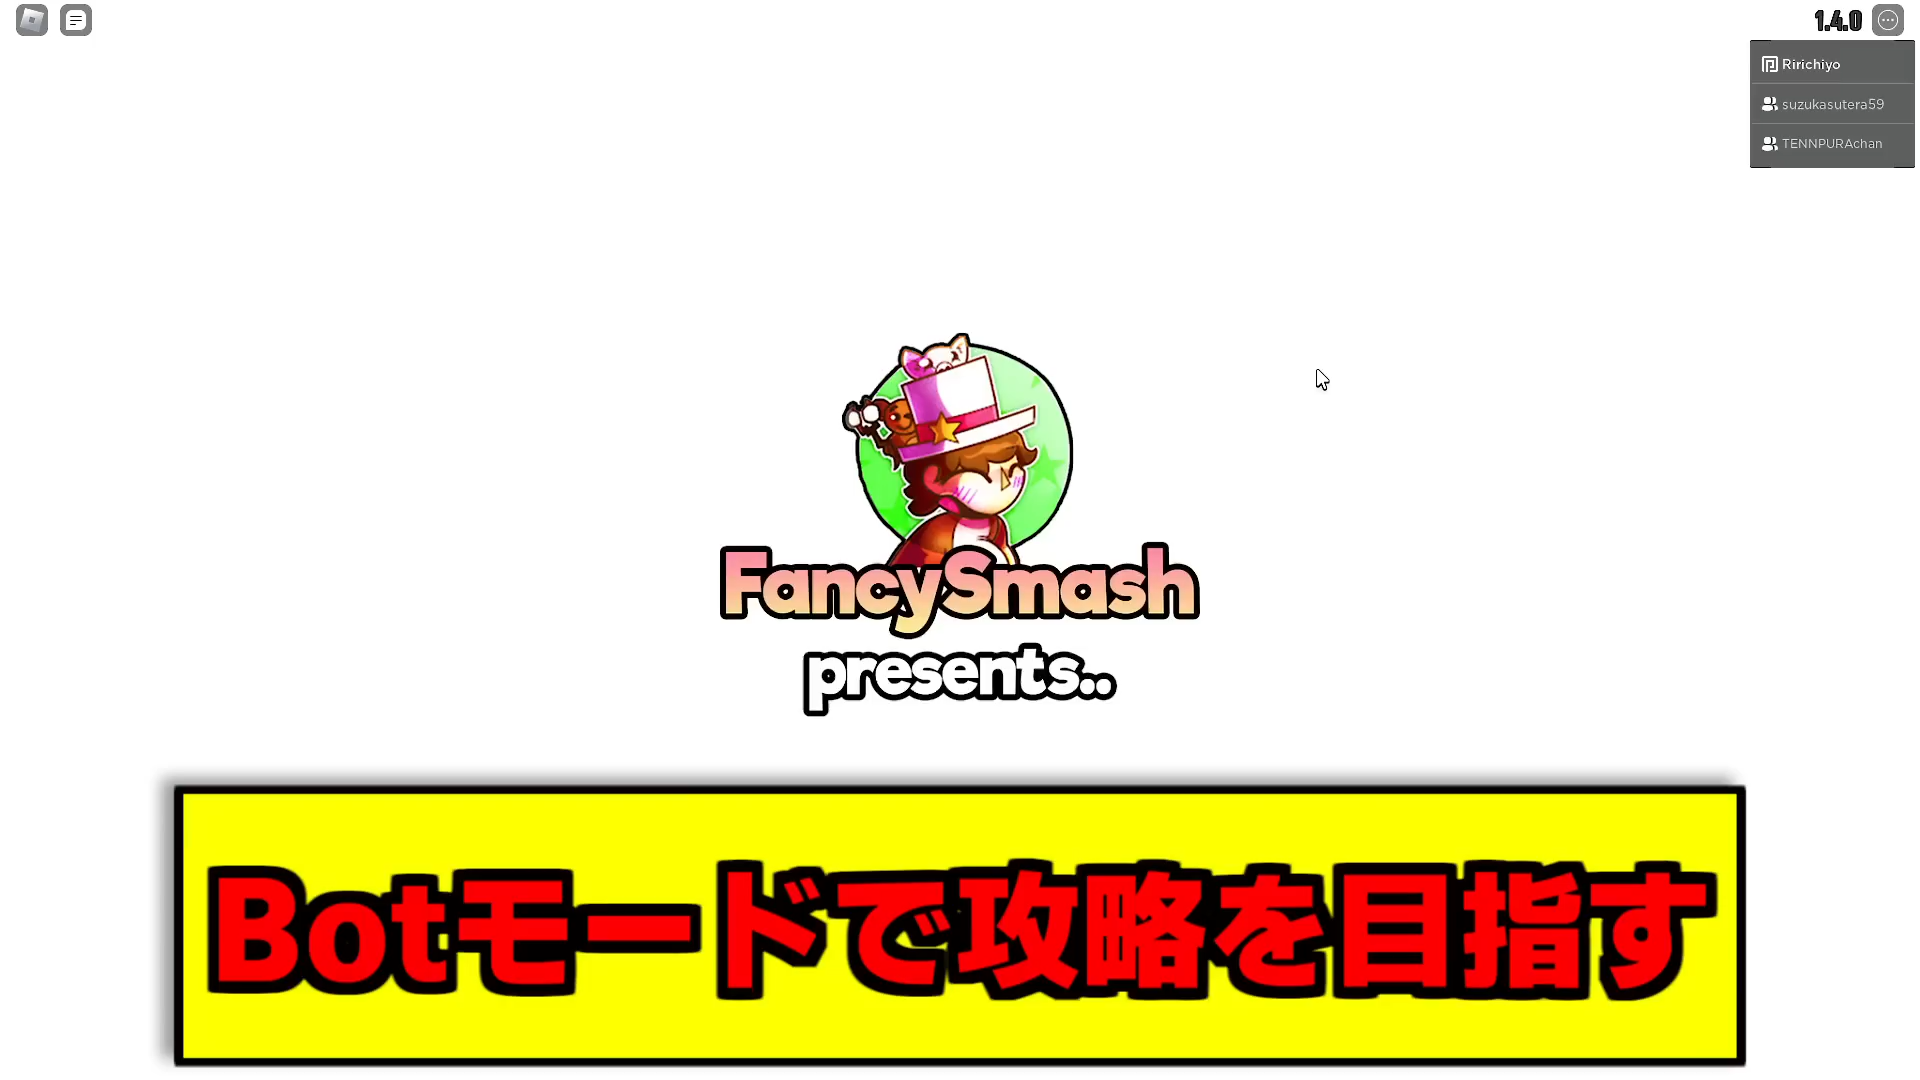 1.4.0
Ririchiyo
suzukasutera59
TENNPURAchan
FancySmash
presents..
Botモードで攻略を目指す